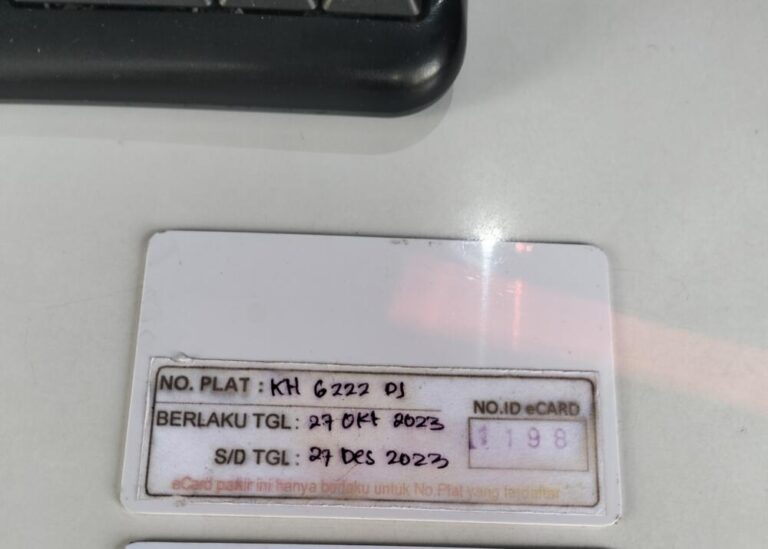 NO. PLAT : KH 6222 DJ
BERLAKU TGL : 27 Okt 2023
NO.ID eCARD
1198
S/D TGL : 27 Des 2023
eCard parkir ini hanya berlaku untuk No.Plat yang terdaftar